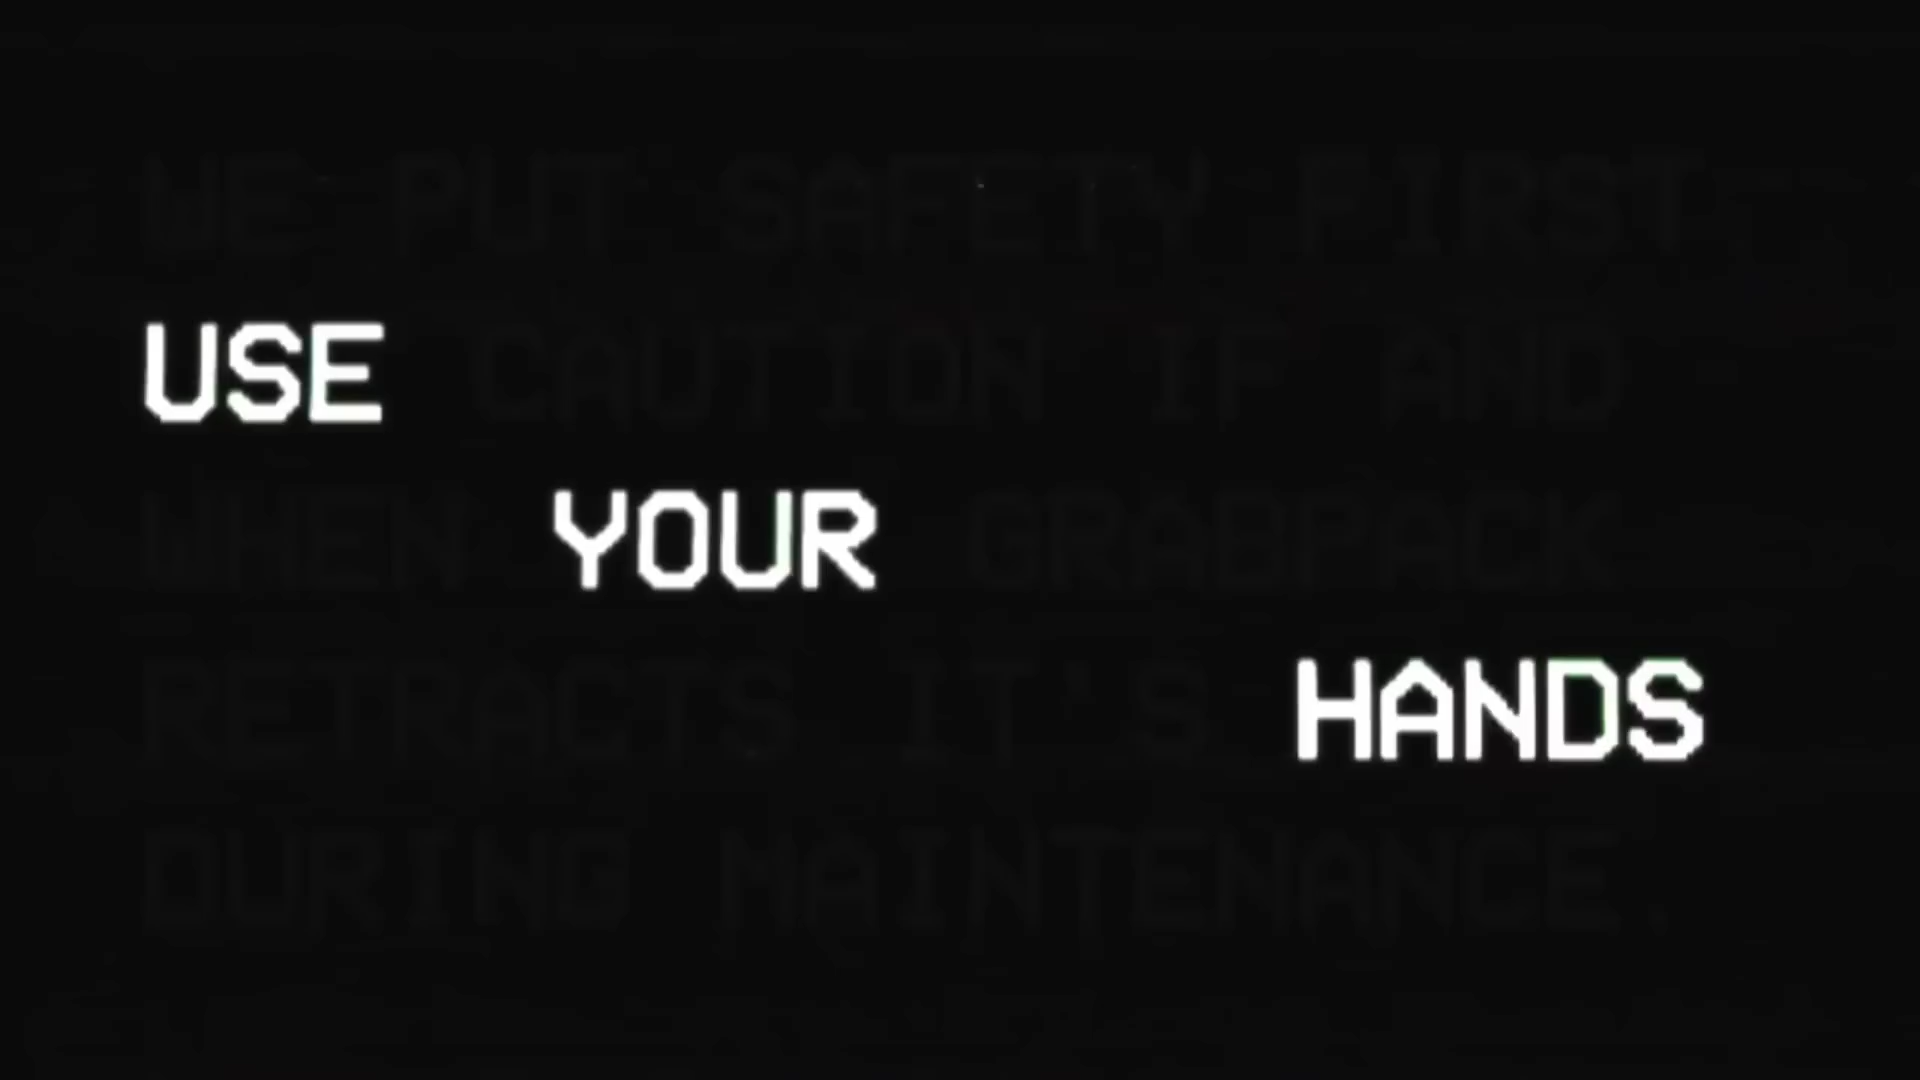 WE PUT SAFETY FIRST
USE CAUTION IF AND
WHEN YOUR GRABPACK
RETRACTS IT'S HANDS
DURING MAINTENANCE.